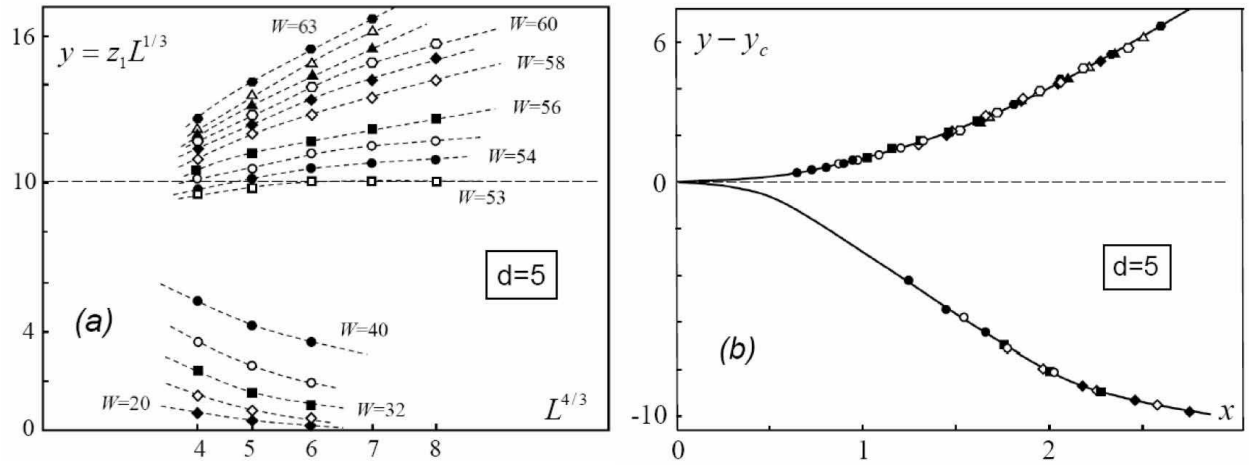 16
y = z₁L^{1/3}
W=63
W=60
W=58
W=56
W=54
10
W=53
d=5
(a)
4
W=40
W=20
W=32
L^{4/3}
0
4 5 6 7 8
6
y − y_c
0
d=5
(b)
-10
x
0 1 2